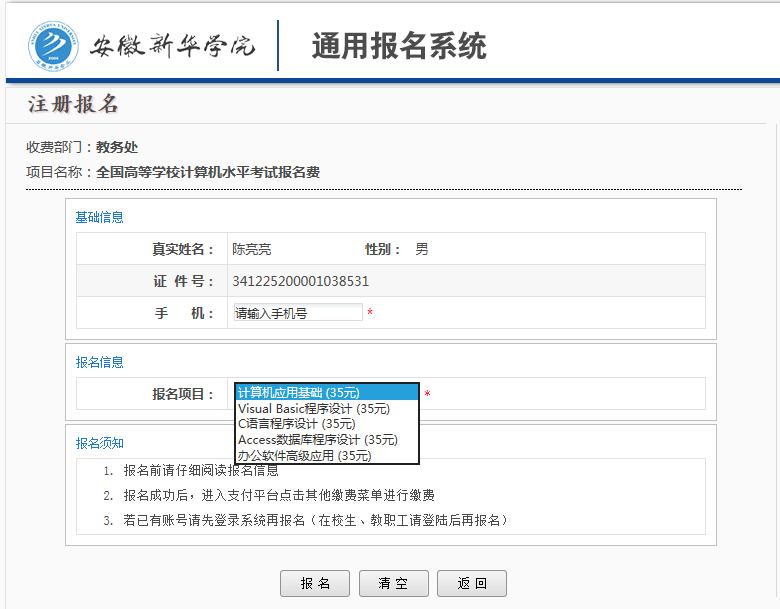 安徽新华学院
通用报名系统
注册报名
收费部门：教务处
项目名称：全国高等学校计算机水平考试报名费
基础信息
真实姓名： 陈亮亮 性别： 男
证 件 号： 341225200001038531
手 机： 请输入手机号 *
报名信息
报名项目： 计算机应用基础 (35元) *
Visual Basic程序设计 (35元)
C语言程序设计 (35元)
Access数据库程序设计 (35元)
办公软件高级应用 (35元)
报名须知
1. 报名前请仔细阅读报名信息
2. 报名成功后，进入支付平台点击其他缴费菜单进行缴费
3. 若已有账号请先登录系统再报名（在校生、教职工请登陆后再报名）
报 名 清 空 返 回